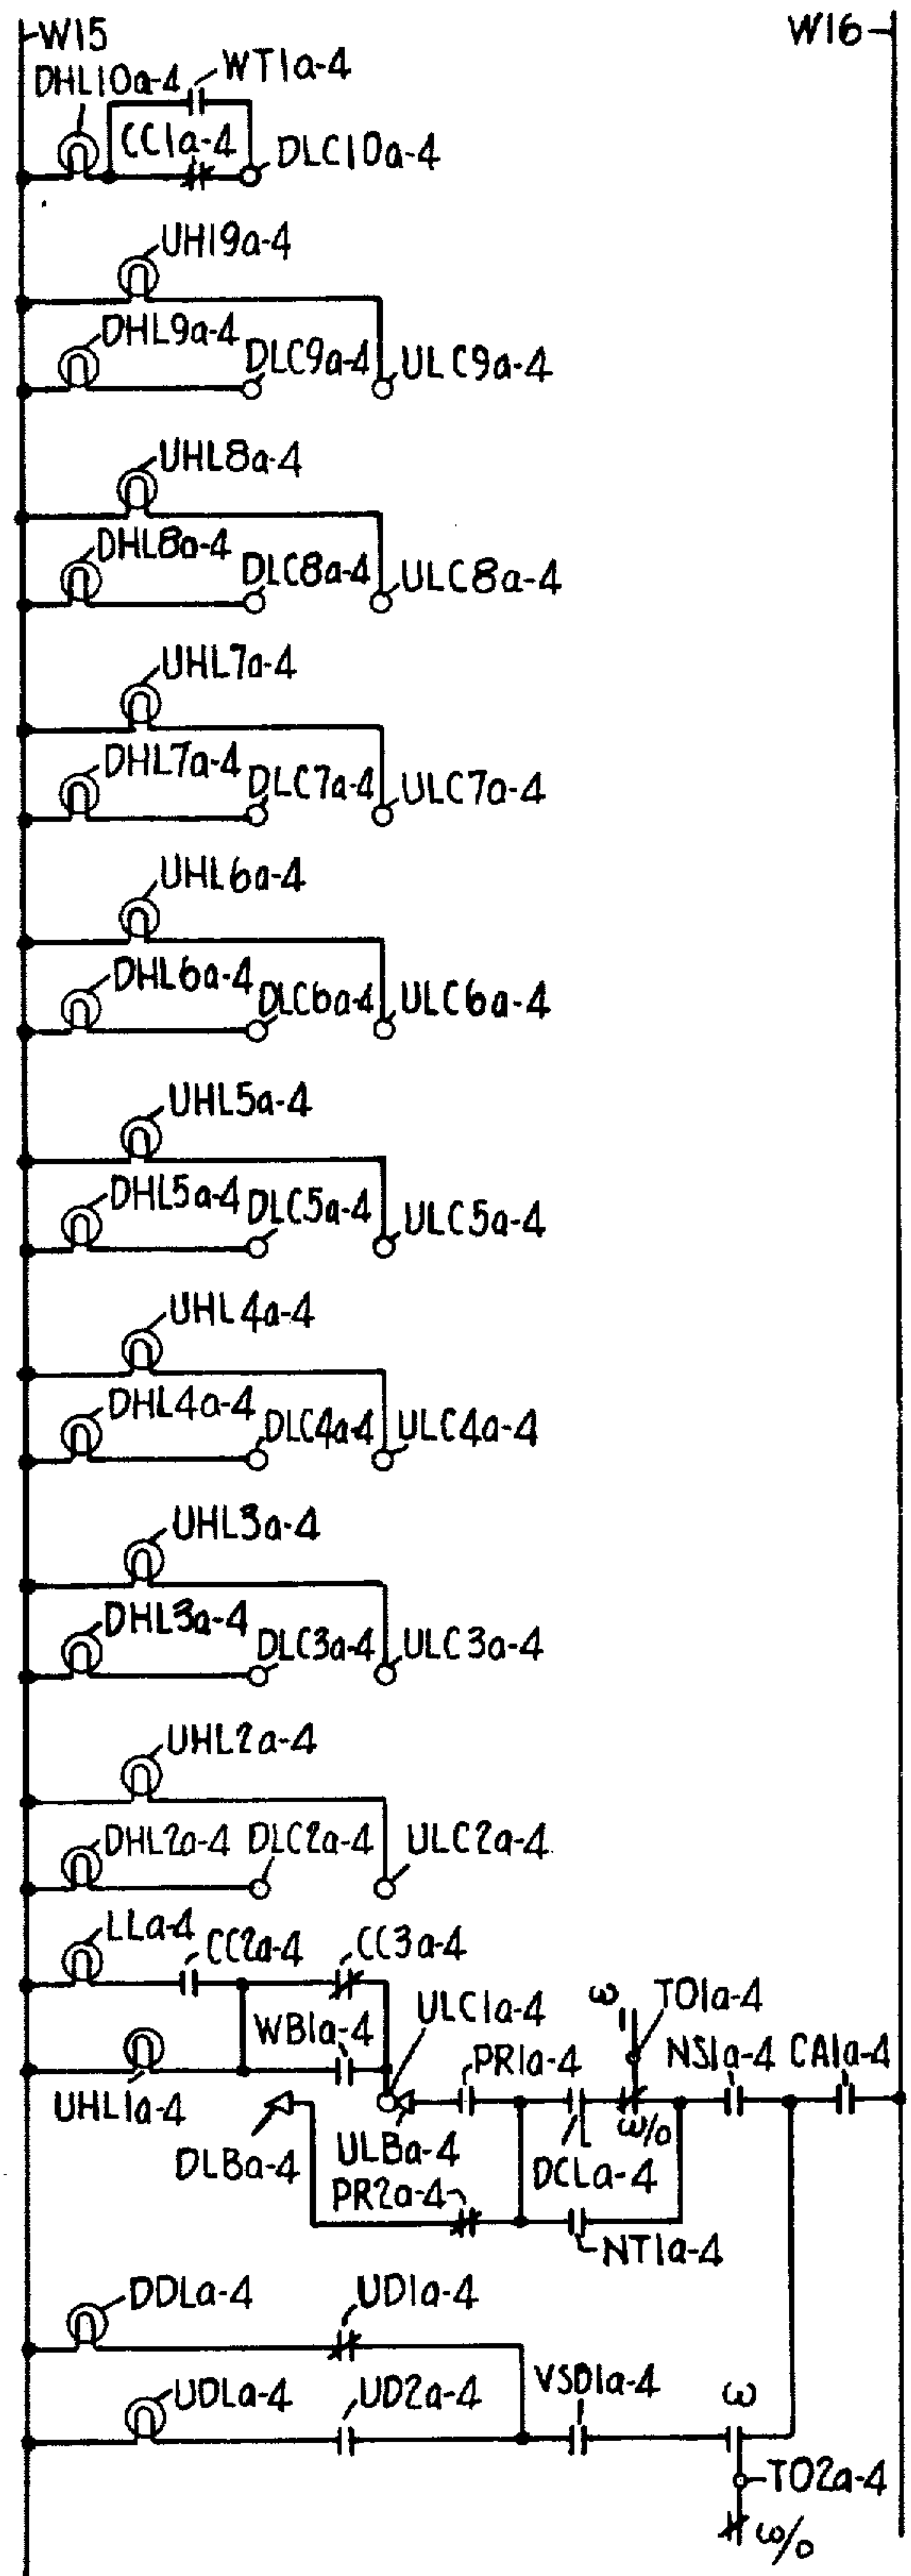 W15
W16
DHL10a-4
WT1a-4
CC1a-4
DLC10a-4
UH19a-4
DHL9a-4
DLC9a-4
ULC9a-4
UHL8a-4
DHL8a-4
DLC8a-4
ULC8a-4
UHL7a-4
DHL7a-4
DLC7a-4
ULC7a-4
UHL6a-4
DHL6a-4
DLC6a-4
ULC6a-4
UHL5a-4
DHL5a-4
DLC5a-4
ULC5a-4
UHL4a-4
DHL4a-4
DLC4a-4
ULC4a-4
UHL3a-4
DHL3a-4
DLC3a-4
ULC3a-4
UHL2a-4
DHL2a-4
DLC2a-4
ULC2a-4
LLa-4
CC2a-4
CC3a-4
ULC1a-4
ω
TO1a-4
WB1a-4
PR1a-4
NS1a-4
CA1a-4
UHL1a-4
ω/o
DLBa-4
ULBa-4
DCLa-4
PR2a-4
NT1a-4
DDLa-4
UD1a-4
UDLa-4
UD2a-4
VSD1a-4
ω
TO2a-4
ω/o